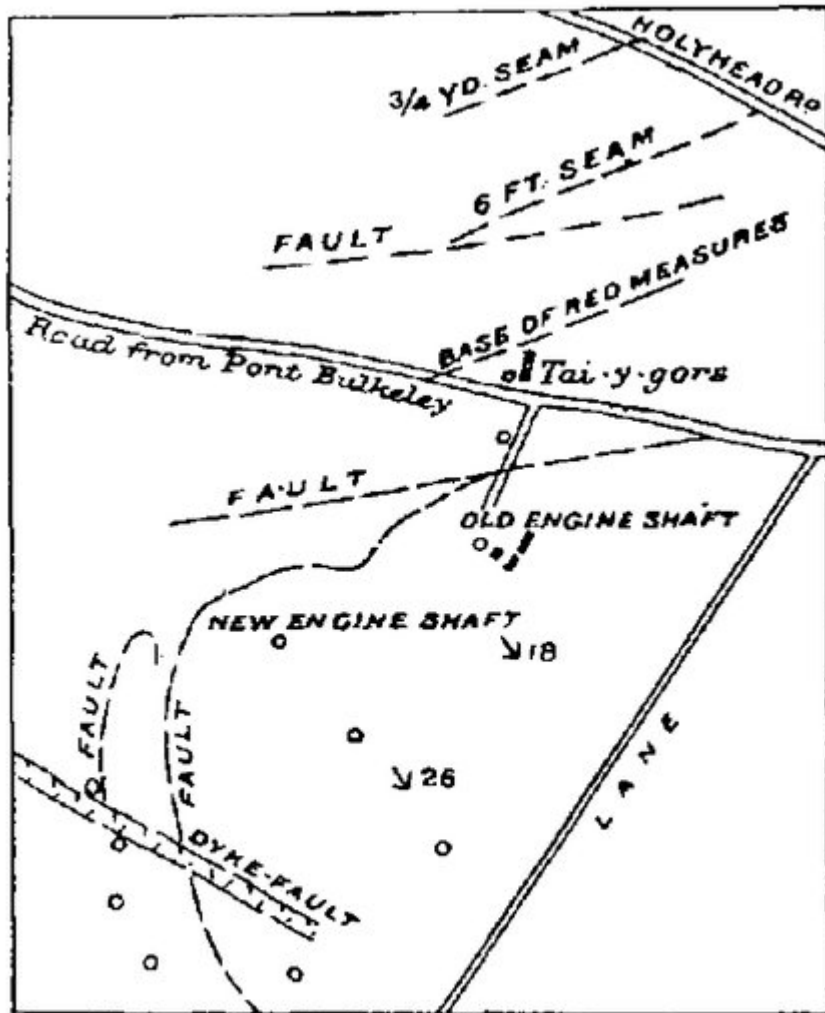 HOLYHEAD RD
3/4 YD. SEAM
6 FT. SEAM
FAULT
BASE OF RED MEASURES
Road from Pont Bulkeley
Tai-y-gors
FAULT
OLD ENGINE SHAFT
NEW ENGINE SHAFT
18
FAULT
FAULT
26
LANE
DYKE-FAULT